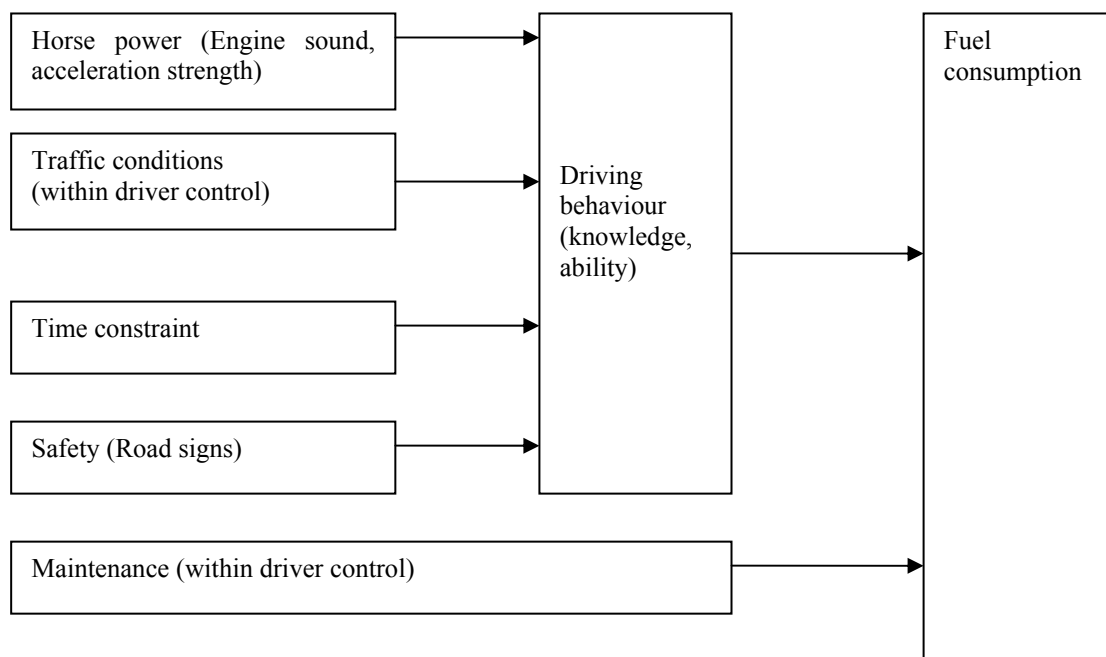 Horse power (Engine sound,
acceleration strength)
Traffic conditions
(within driver control)
Time constraint
Safety (Road signs)
Maintenance (within driver control)
Driving
behaviour
(knowledge,
ability)
Fuel
consumption